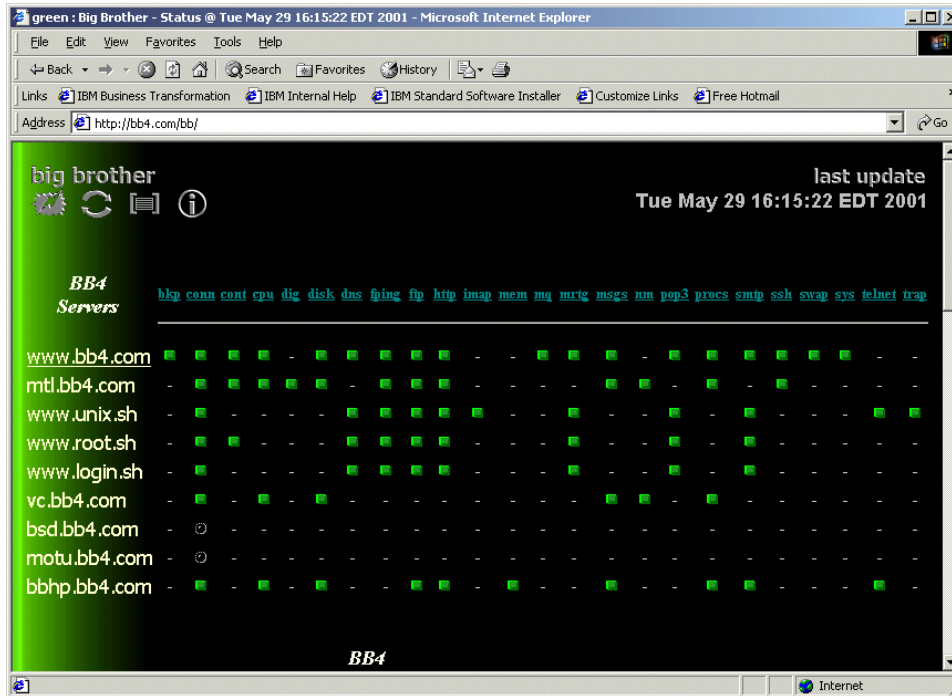 green : Big Brother - Status @ Tue May 29 16:15:22 EDT 2001 - Microsoft Internet Explorer
File Edit View Favorites Tools Help
Back Search Favorites History
Links IBM Business Transformation IBM Internal Help IBM Standard Software Installer Customize Links Free Hotmail
Address http://bb4.com/bb/ Go
big brother
last update
Tue May 29 16:15:22 EDT 2001
BB4
Servers
bkp conn cont cpu dig disk dns fping ftp http imap mem mq mrtg msgs nm pop3 procs smtp ssh swap sys telnet trap
www.bb4.com
mtl.bb4.com
www.unix.sh
www.root.sh
www.login.sh
vc.bb4.com
bsd.bb4.com
motu.bb4.com
bbhp.bb4.com
BB4
Internet